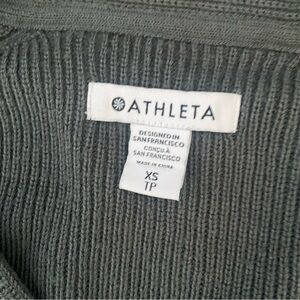 ATHLETA
DESIGNED IN
SAN FRANCISCO
CONÇU À
SAN FRANCISCO
MADE IN CHINA
XS
TP